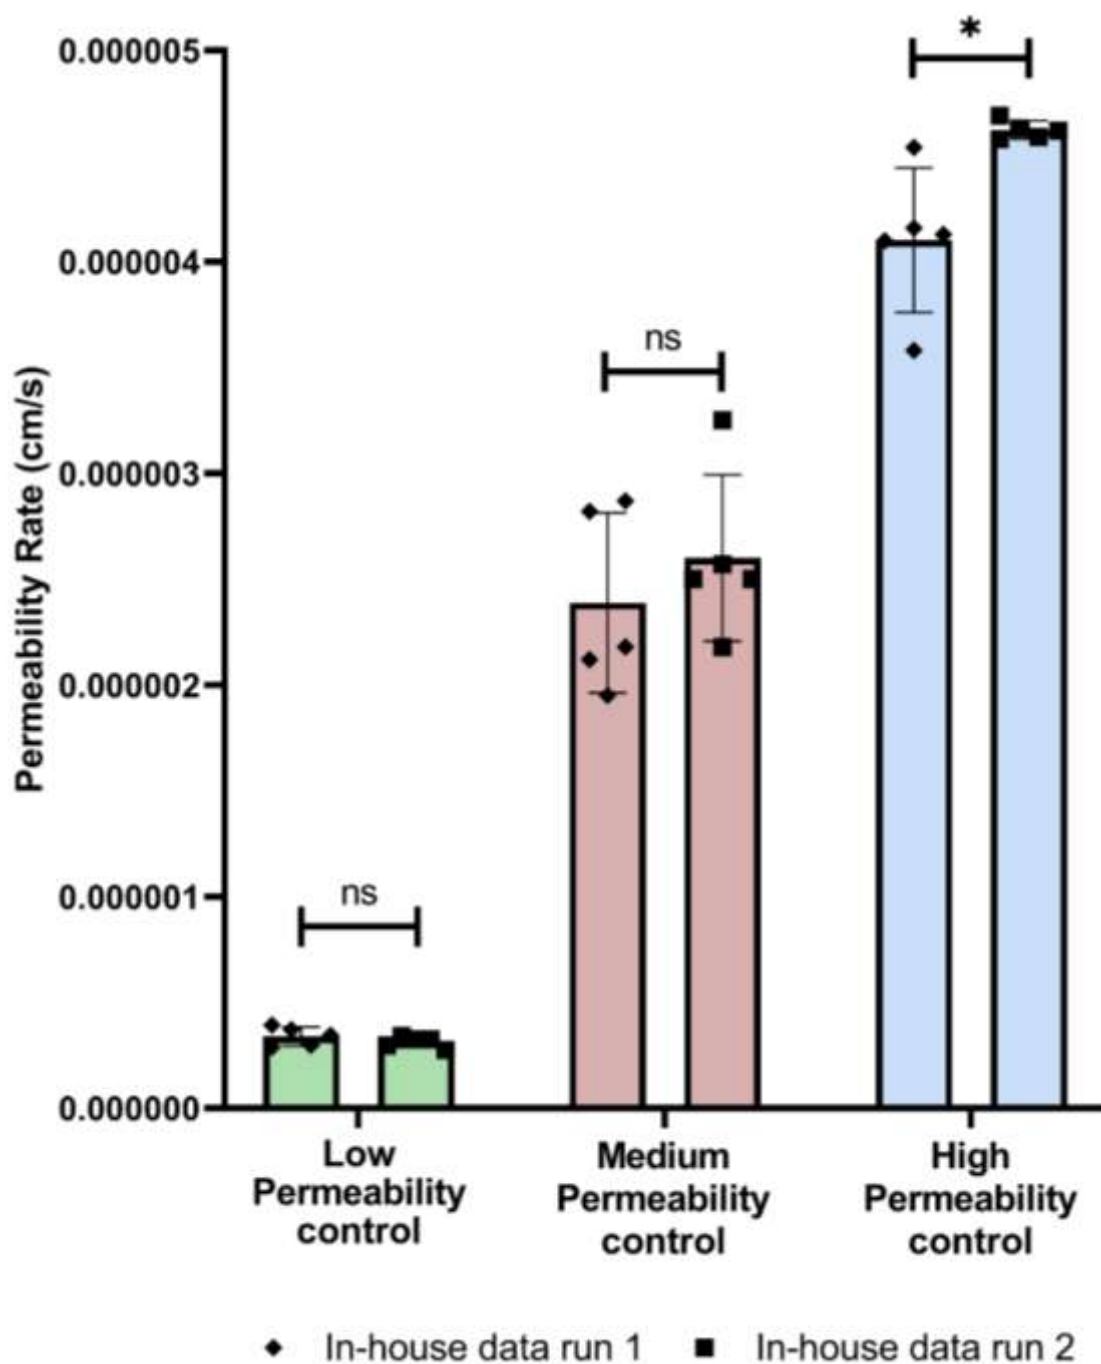 *
0.000005
0.000004
ns
0.000003
Permeability Rate (cm/s)
0.000002
0.000001
ns
0.000000
Low
Permeability
control
Medium
Permeability
control
High
Permeability
control
In-house data run 1
In-house data run 2